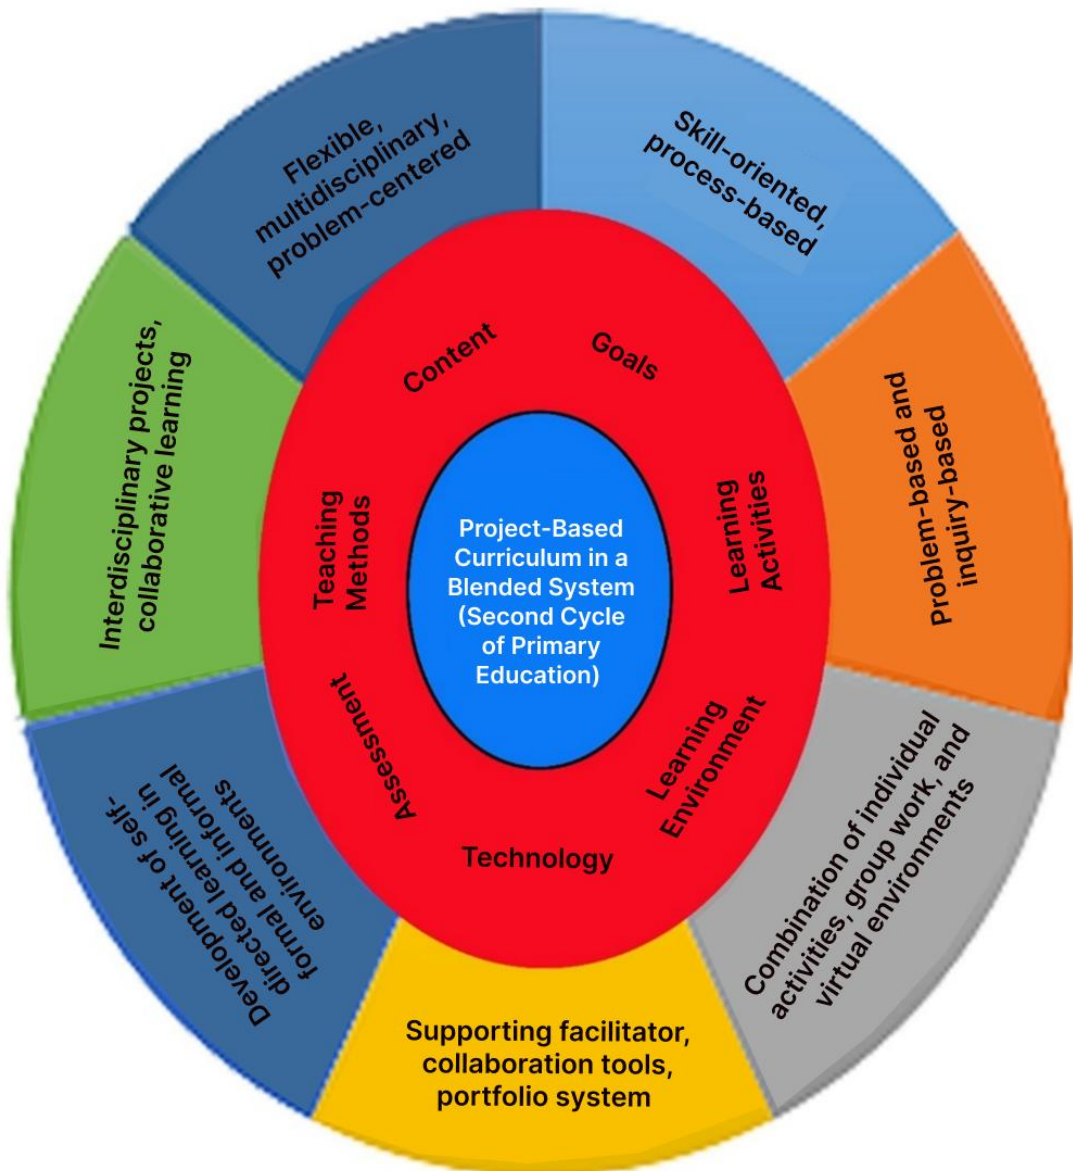 Flexible,
multidisciplinary,
problem-centered
Skill-oriented,
process-based
Content
Goals
Interdisciplinary projects,
collaborative learning
Teaching
Methods
Project-Based
Curriculum in a
Blended System
(Second Cycle
of Primary
Education)
Learning
Activities
Problem-based and
inquiry-based
Assessment
Learning
Environment
Technology
Development of self-
directed learning in
formal and informal
environments
Combination of individual
activities, group work, and
virtual environments
Supporting facilitator,
collaboration tools,
portfolio system